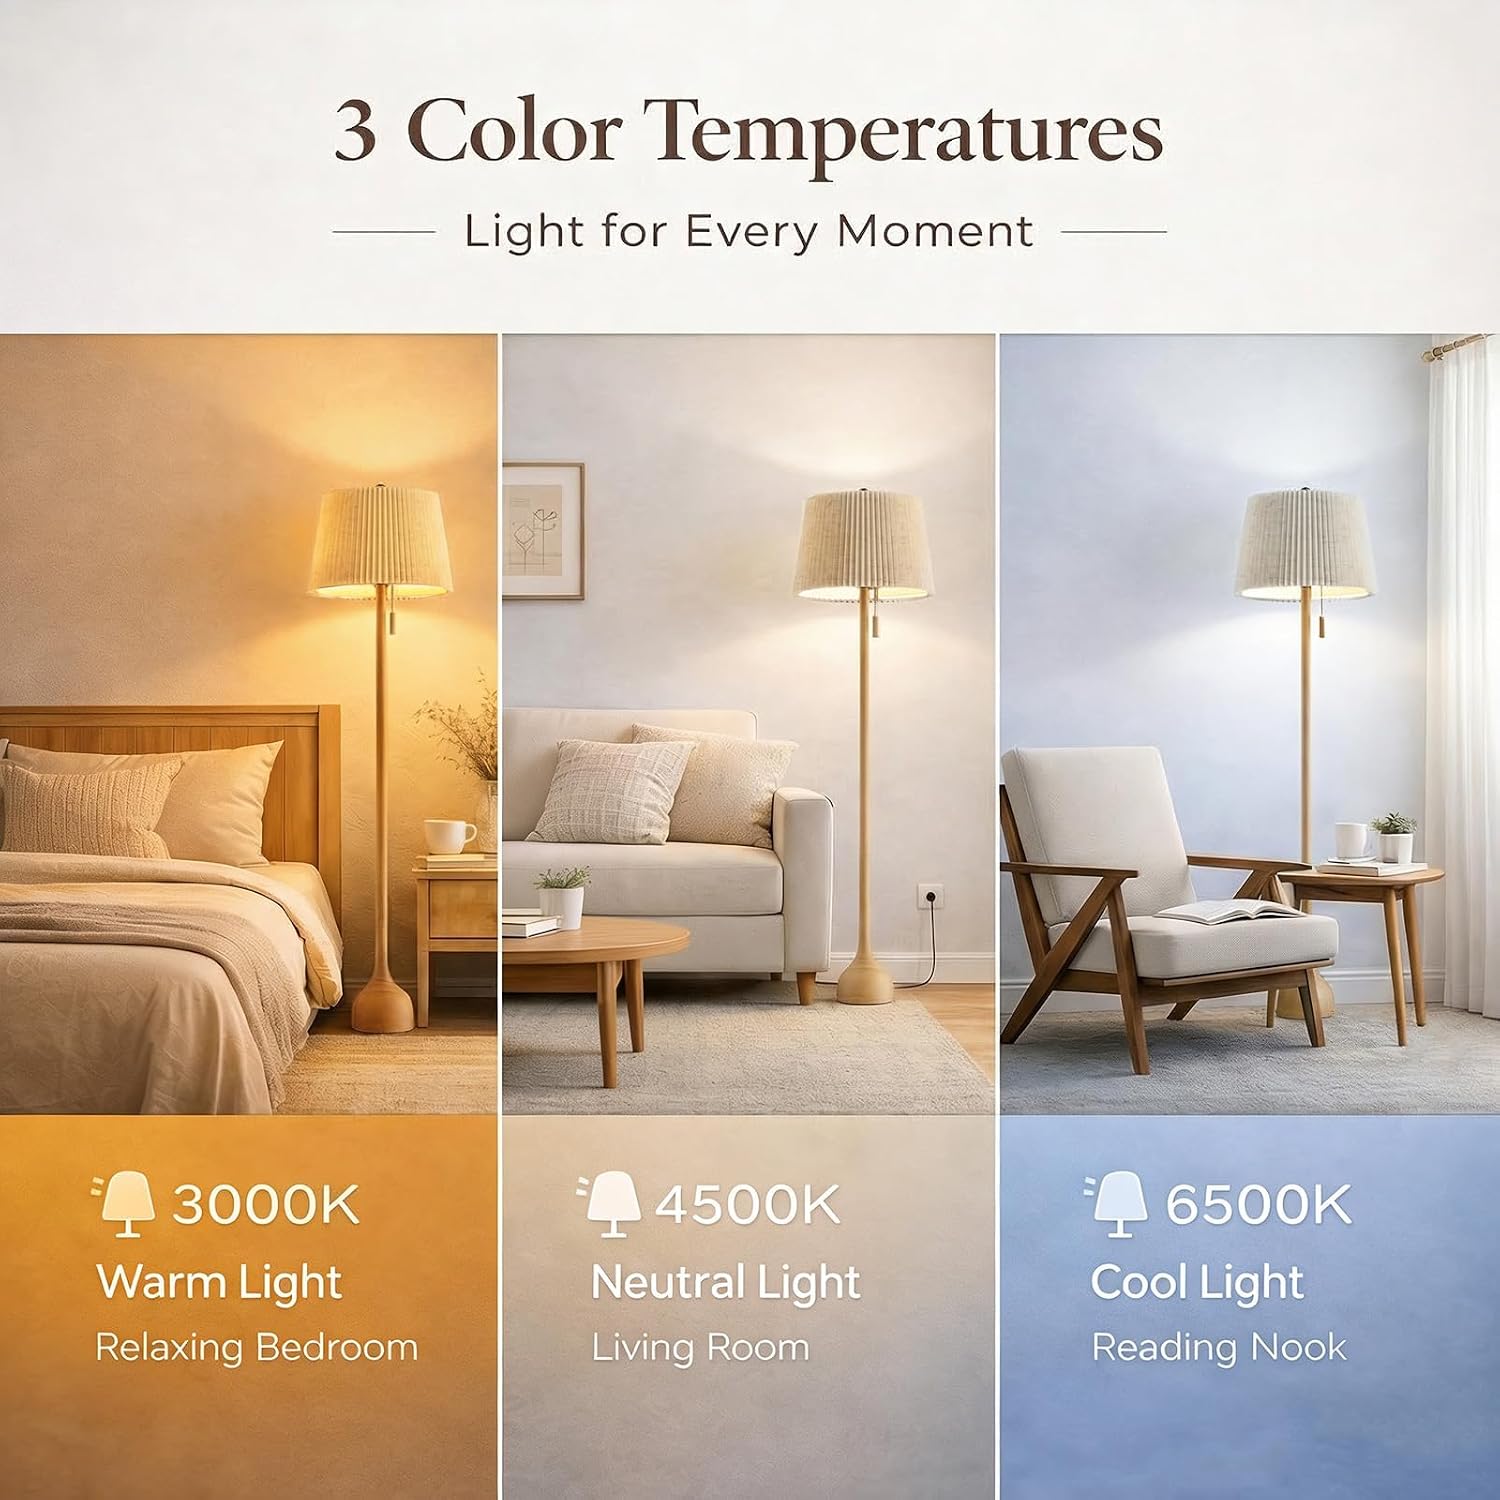 3 Color Temperatures
Light for Every Moment
3000K
Warm Light
Relaxing Bedroom
4500K
Neutral Light
Living Room
6500K
Cool Light
Reading Nook